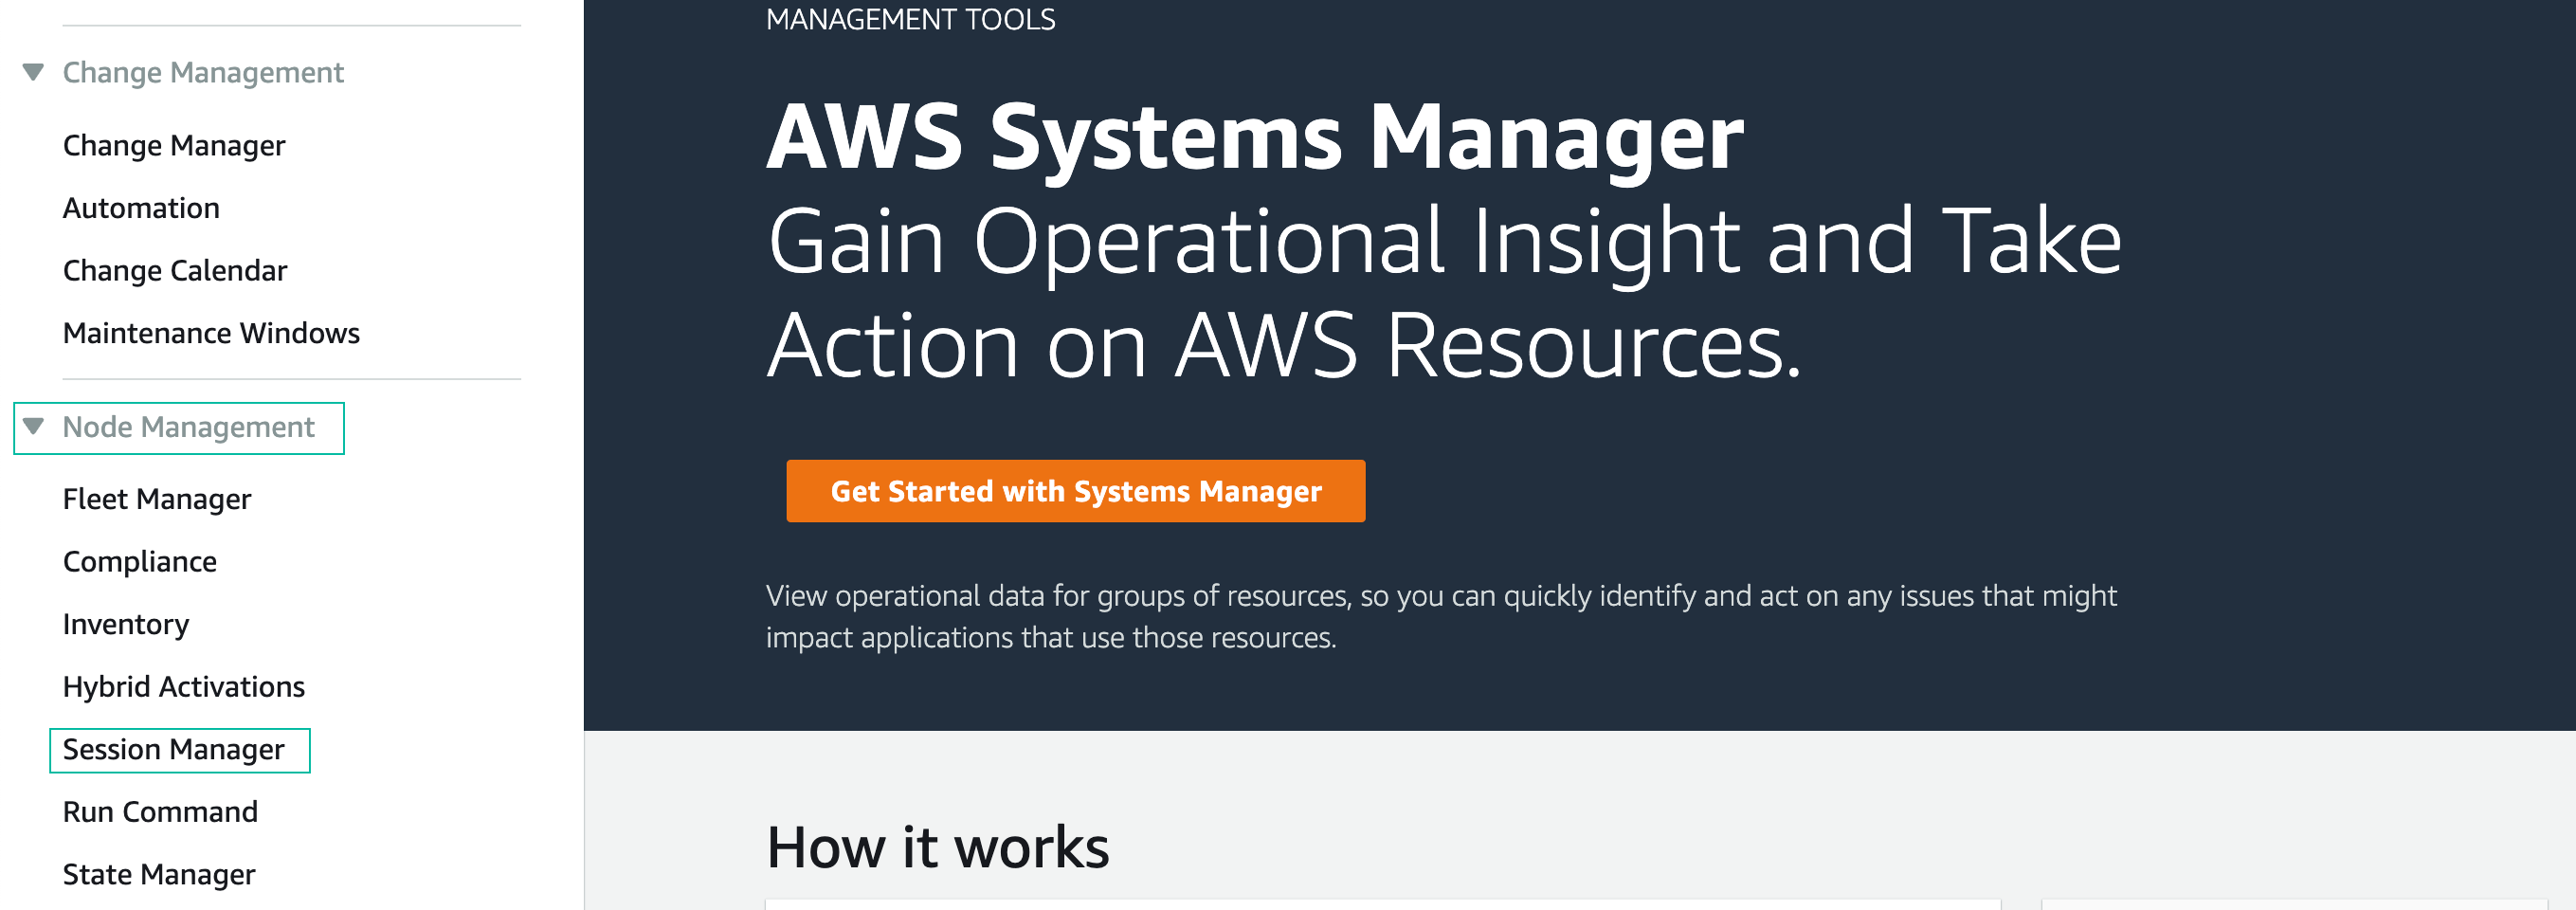 Change Management
Change Manager
Automation
Change Calendar
Maintenance Windows
Node Management
Fleet Manager
Compliance
Inventory
Hybrid Activations
Session Manager
Run Command
State Manager
MANAGEMENT TOOLS
AWS Systems Manager
Gain Operational Insight and Take
Action on AWS Resources.
Get Started with Systems Manager
View operational data for groups of resources, so you can quickly identify and act on any issues that might
impact applications that use those resources.
How it works